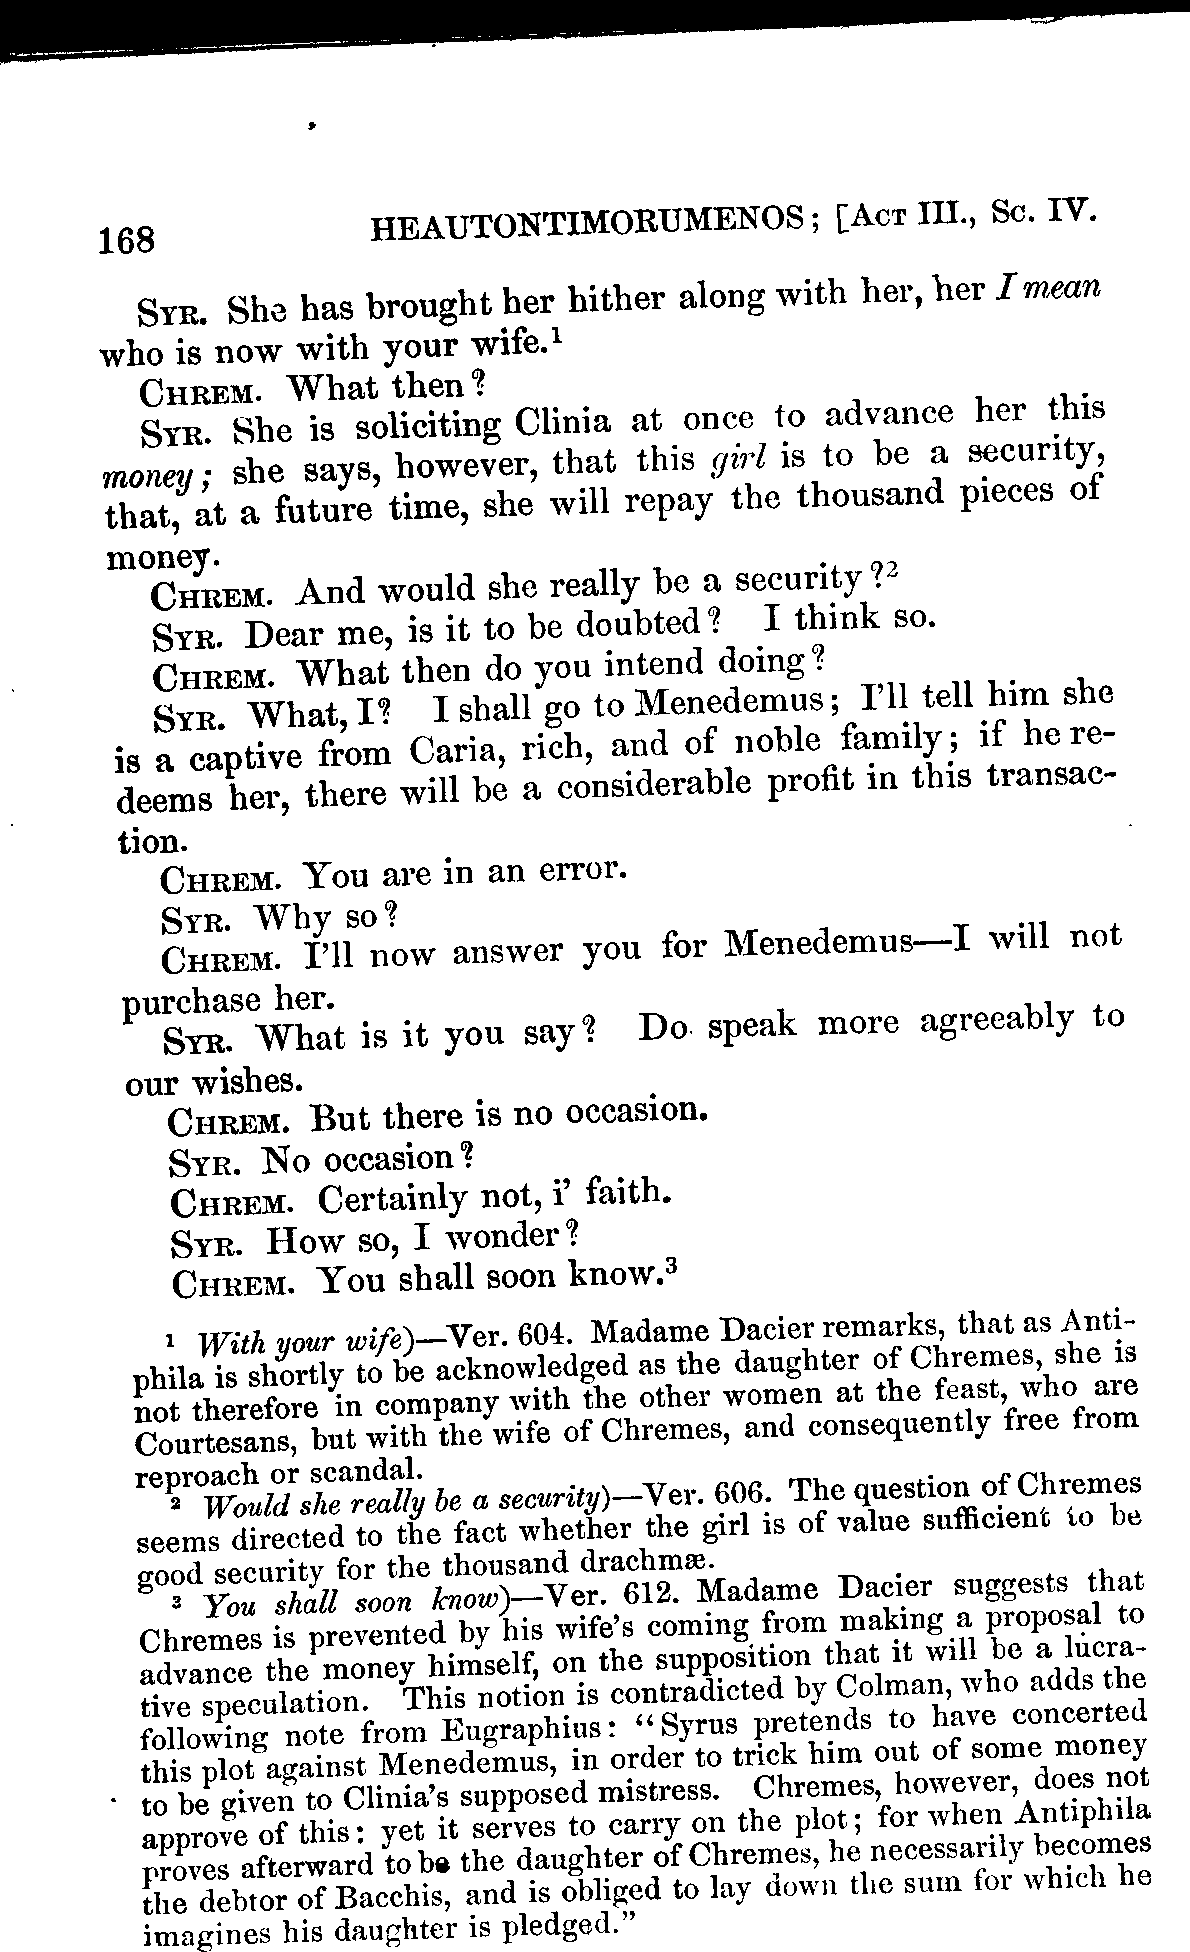 168 HEAUTONTIMORUMENOS; [ACT III., Sc. IV.
SYR. She has brought her hither along with her, her I mean
who is now with your wife.¹
CHREM. What then?
SYR. She is soliciting Clinia at once to advance her this
money; she says, however, that this girl is to be a security,
that, at a future time, she will repay the thousand pieces of
money.
CHREM. And would she really be a security?²
SYR. Dear me, is it to be doubted? I think so.
CHREM. What then do you intend doing?
SYR. What, I? I shall go to Menedemus; I'll tell him she
is a captive from Caria, rich, and of noble family; if he re-
deems her, there will be a considerable profit in this transac-
tion.
CHREM. You are in an error.
SYR. Why so?
CHREM. I'll now answer you for Menedemus—I will not
purchase her.
SYR. What is it you say? Do speak more agreeably to
our wishes.
CHREM. But there is no occasion.
SYR. No occasion?
CHREM. Certainly not, i' faith.
SYR. How so, I wonder?
CHREM. You shall soon know.³
¹ With your wife)—Ver. 604. Madame Dacier remarks, that as Anti-
phila is shortly to be acknowledged as the daughter of Chremes, she is
not therefore in company with the other women at the feast, who are
Courtesans, but with the wife of Chremes, and consequently free from
reproach or scandal.
² Would she really be a security)—Ver. 606. The question of Chremes
seems directed to the fact whether the girl is of value sufficient to be
good security for the thousand drachmæ.
³ You shall soon know)—Ver. 612. Madame Dacier suggests that
Chremes is prevented by his wife's coming from making a proposal to
advance the money himself, on the supposition that it will be a lucra-
tive speculation. This notion is contradicted by Colman, who adds the
following note from Eugraphius: "Syrus pretends to have concerted
this plot against Menedemus, in order to trick him out of some money
to be given to Clinia's supposed mistress. Chremes, however, does not
approve of this: yet it serves to carry on the plot; for when Antiphila
proves afterward to be the daughter of Chremes, he necessarily becomes
the debtor of Bacchis, and is obliged to lay down the sum for which he
imagines his daughter is pledged."